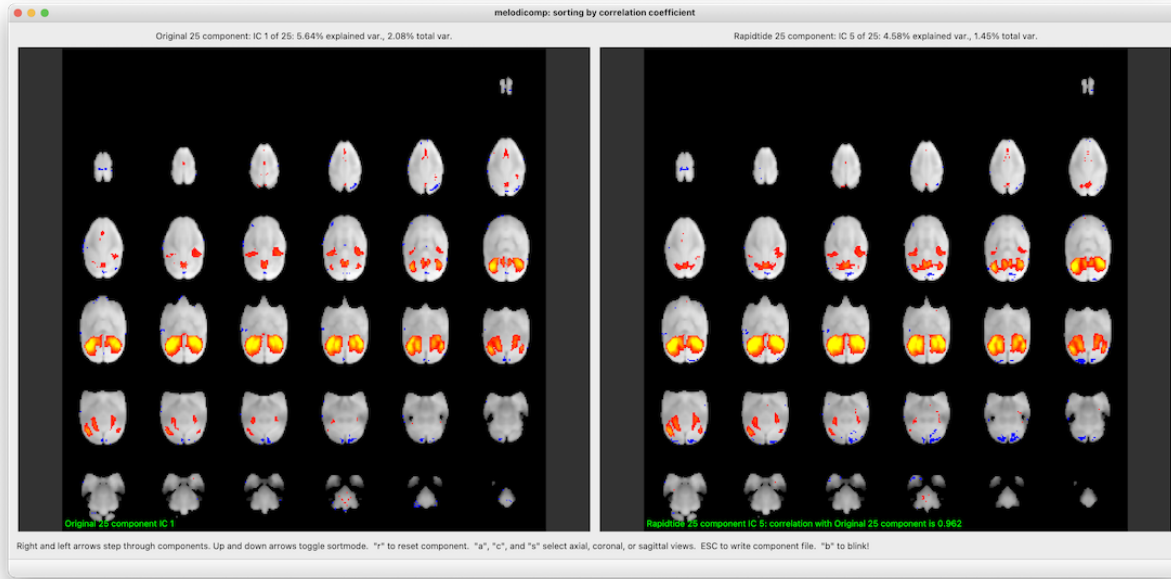 melodicomp: sorting by correlation coefficient
Original 25 component: IC 1 of 25: 5.64% explained var., 2.08% total var.
Rapidtide 25 component: IC 5 of 25: 4.58% explained var., 1.45% total var.
Original 25 component IC 1
Rapidtide 25 component IC 5: correlation with Original 25 component is 0.962
Right and left arrows step through components. Up and down arrows toggle sortmode. "r" to reset component. "a", "c", and "s" select axial, coronal, or sagittal views. ESC to write component file. "b" to blink!